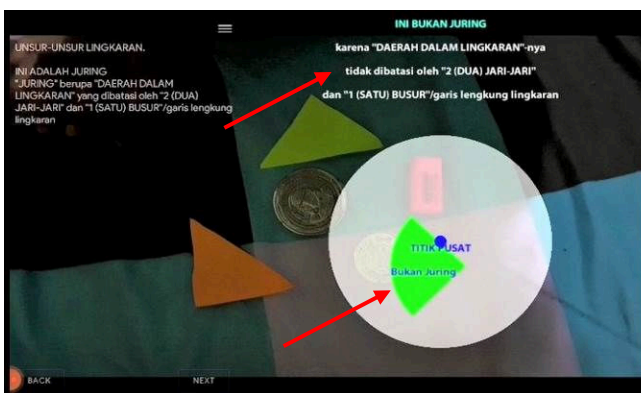 UNSUR-UNSUR LINGKARAN.
INI ADALAH JURING
"JURING" berupa "DAERAH DALAM
LINGKARAN" yang dibatasi oleh "2 (DUA)
JARI-JARI" dan "1 (SATU) BUSUR"/garis lengkung
lingkaran
INI BUKAN JURING
karena "DAERAH DALAM LINGKARAN"-nya
tidak dibatasi oleh "2 (DUA) JARI-JARI"
dan "1 (SATU) BUSUR"/garis lengkung lingkaran
TITIK PUSAT
Bukan Juring
BACK
NEXT